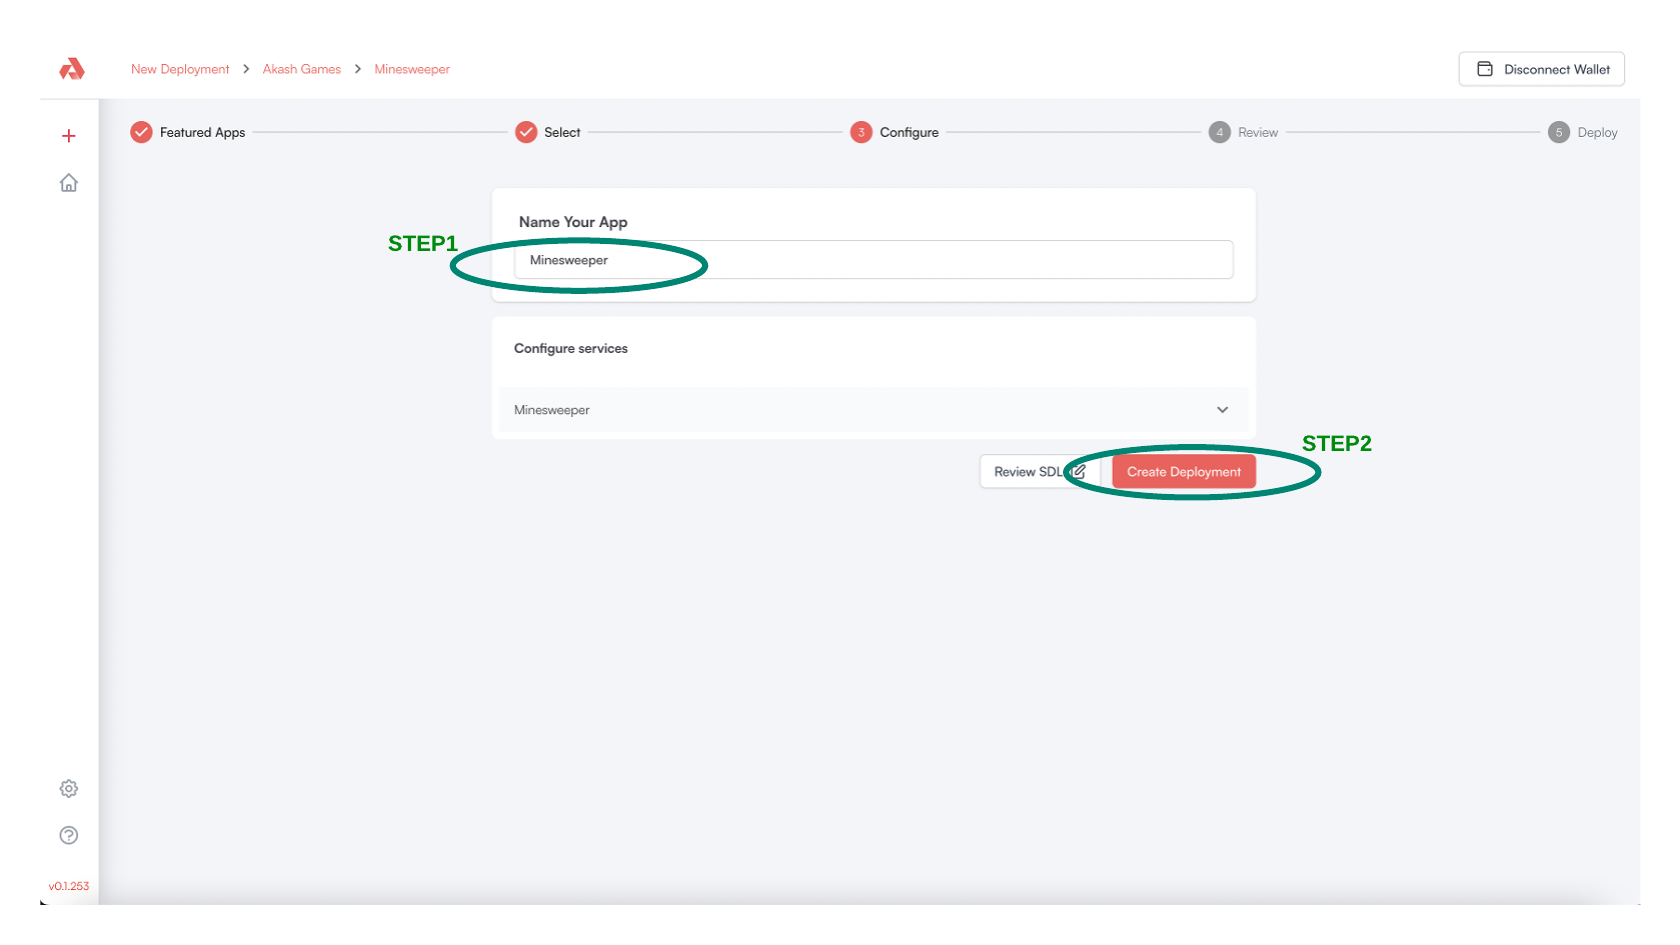 New Deployment > Akash Games > Minesweeper
Disconnect Wallet
Featured Apps
Select
3 Configure
4 Review
5 Deploy
Name Your App
STEP1
Minesweeper
Configure services
Minesweeper
STEP2
Review SDL
Create Deployment
v0.1.253